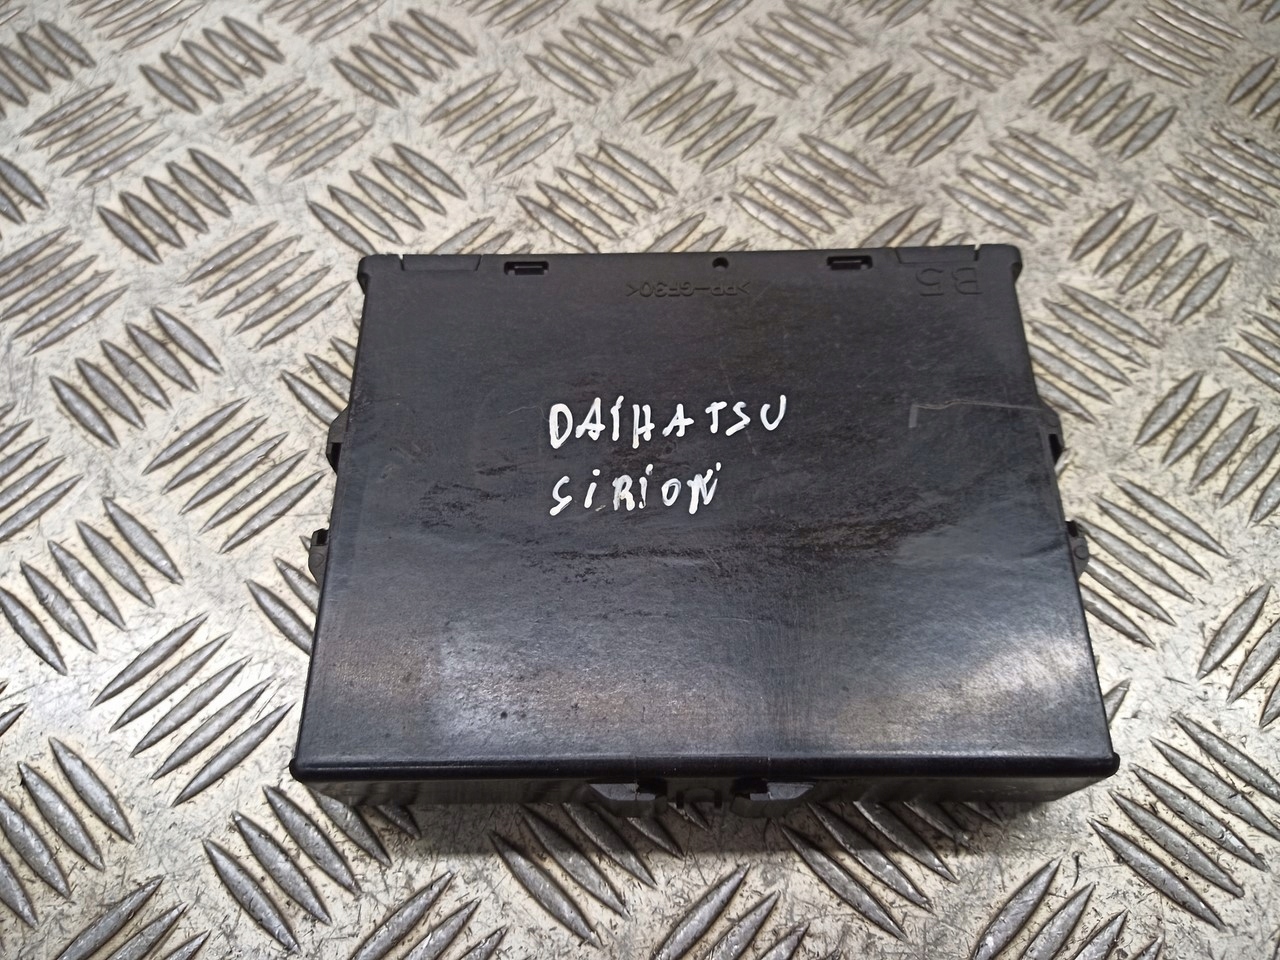 >PP-GF30<
B5
DAIHATSU
SIRION